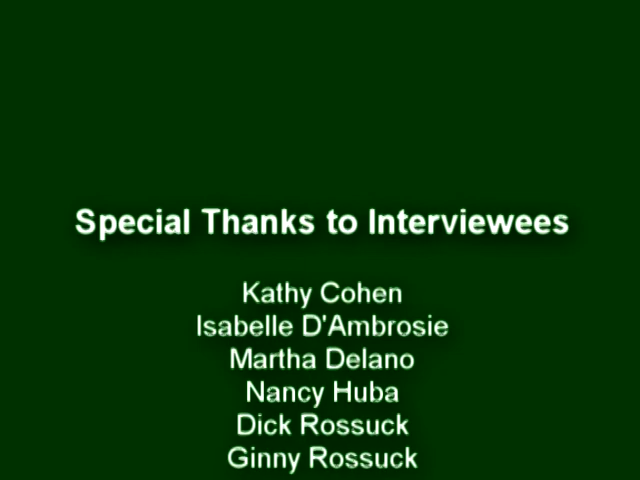 Special Thanks to Interviewees
Kathy Cohen
Isabelle D'Ambrosie
Martha Delano
Nancy Huba
Dick Rossuck
Ginny Rossuck